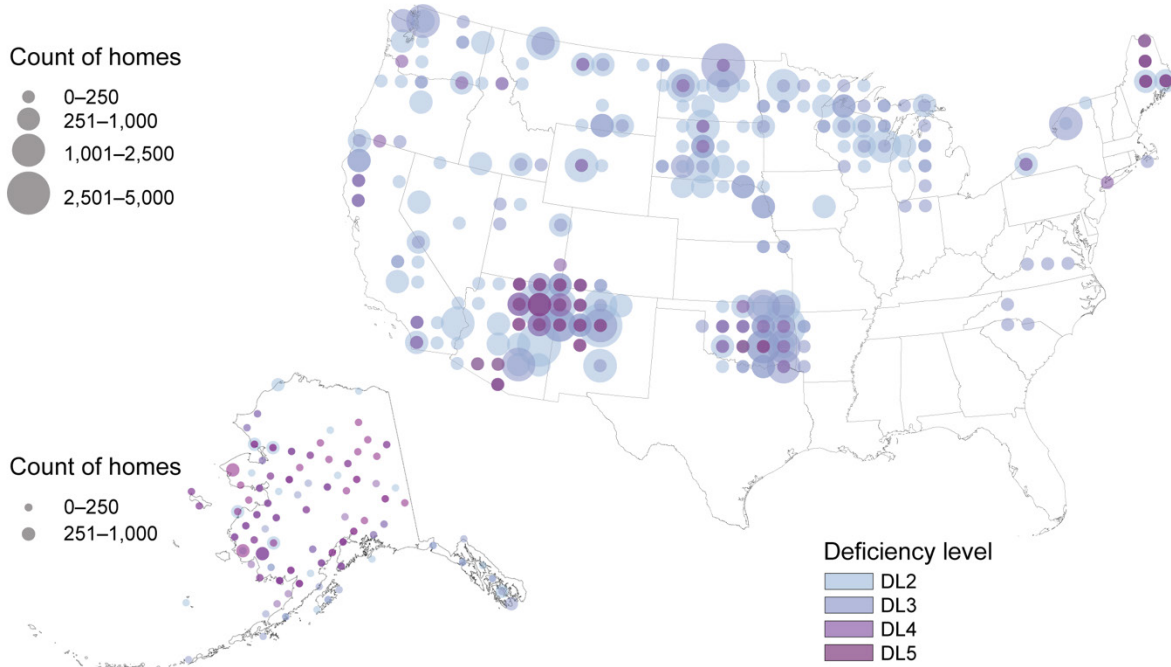 Count of homes
0–250
251–1,000
1,001–2,500
2,501–5,000
Count of homes
0–250
251–1,000
Deficiency level
DL2
DL3
DL4
DL5